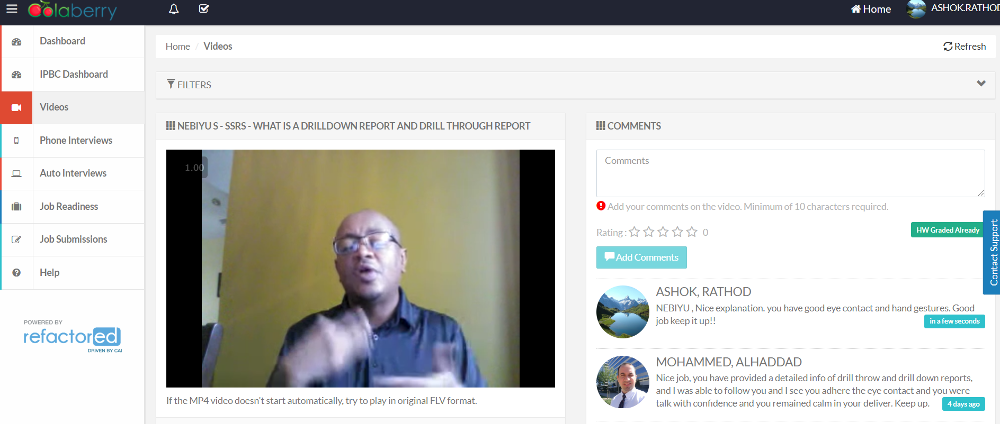 Colaberry
Home
ASHOK.RATHOD
Dashboard
IPBC Dashboard
Videos
Phone Interviews
Auto Interviews
Job Readiness
Job Submissions
Help
POWERED BY
refactored
DRIVEN BY CAI
Home / Videos
Refresh
FILTERS
NEBIYU S - SSRS - WHAT IS A DRILLDOWN REPORT AND DRILL THROUGH REPORT
1.00
If the MP4 video doesn't start automatically, try to play in original FLV format.
COMMENTS
Comments
Add your comments on the video. Minimum of 10 characters required.
Rating : 0
HW Graded Already
Add Comments
Contact Support
ASHOK, RATHOD
NEBIYU , Nice explanation. you have good eye contact and hand gestures. Good
job keep it up!!
in a few seconds
MOHAMMED, ALHADDAD
Nice job, you have provided a detailed info of drill throw and drill down reports,
and I was able to follow you and I see you adhere the eye contact and you were
talk with confidence and you remained calm in your deliver. Keep up.
4 days ago